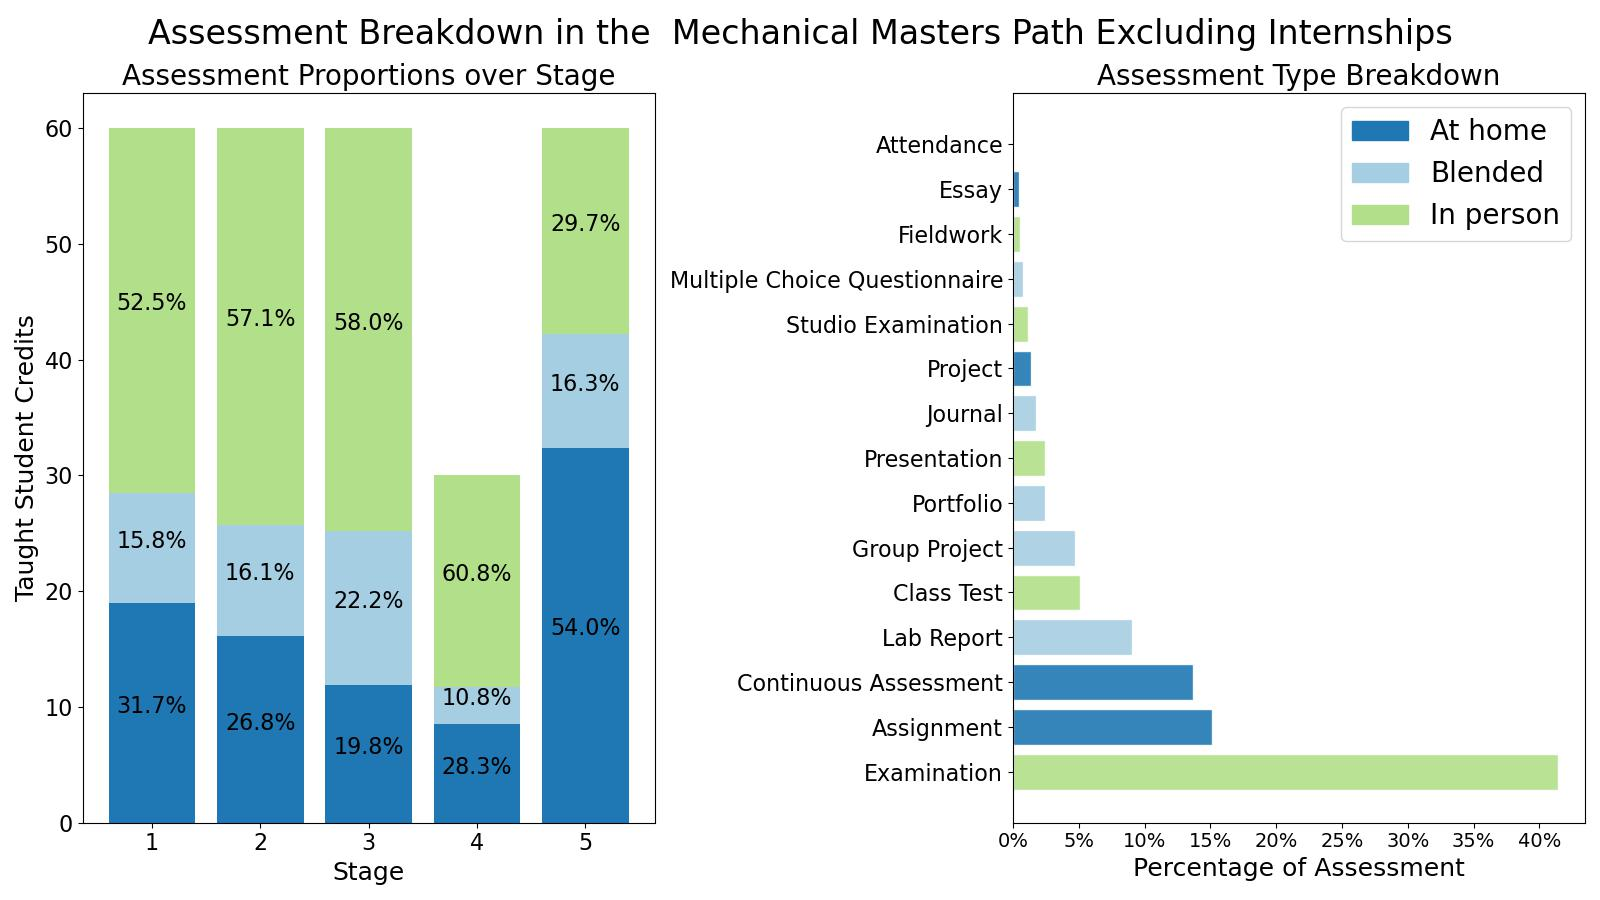 Assessment Breakdown in the  Mechanical Masters Path Excluding Internships
Assessment Proportions over Stage
Taught Student Credits
60
50
40
30
20
10
0
52.5%
15.8%
31.7%
57.1%
16.1%
26.8%
58.0%
22.2%
19.8%
60.8%
10.8%
28.3%
29.7%
16.3%
54.0%
1
2
3
4
5
Stage
Assessment Type Breakdown
At home
Blended
In person
Attendance
Essay
Fieldwork
Multiple Choice Questionnaire
Studio Examination
Project
Journal
Presentation
Portfolio
Group Project
Class Test
Lab Report
Continuous Assessment
Assignment
Examination
0%
5%
10%
15%
20%
25%
30%
35%
40%
Percentage of Assessment